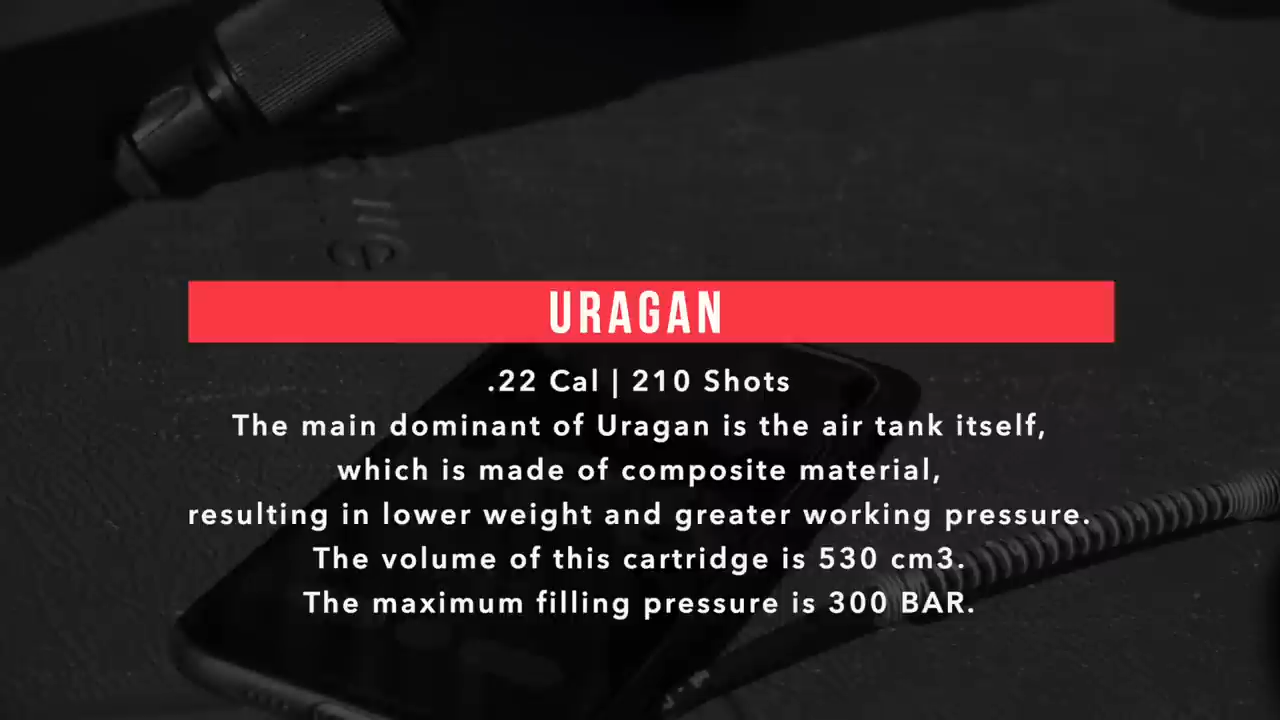 URAGAN
.22 Cal | 210 Shots
The main dominant of Uragan is the air tank itself,
which is made of composite material,
resulting in lower weight and greater working pressure.
The volume of this cartridge is 530 cm3.
The maximum filling pressure is 300 BAR.